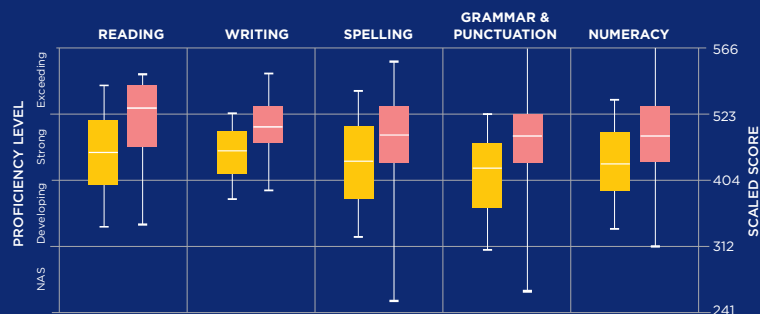 READING
WRITING
SPELLING
GRAMMAR &
PUNCTUATION
NUMERACY
PROFICIENCY LEVEL
Exceeding
Strong
Developing
NAS
566
523
404
312
241
SCALED SCORE